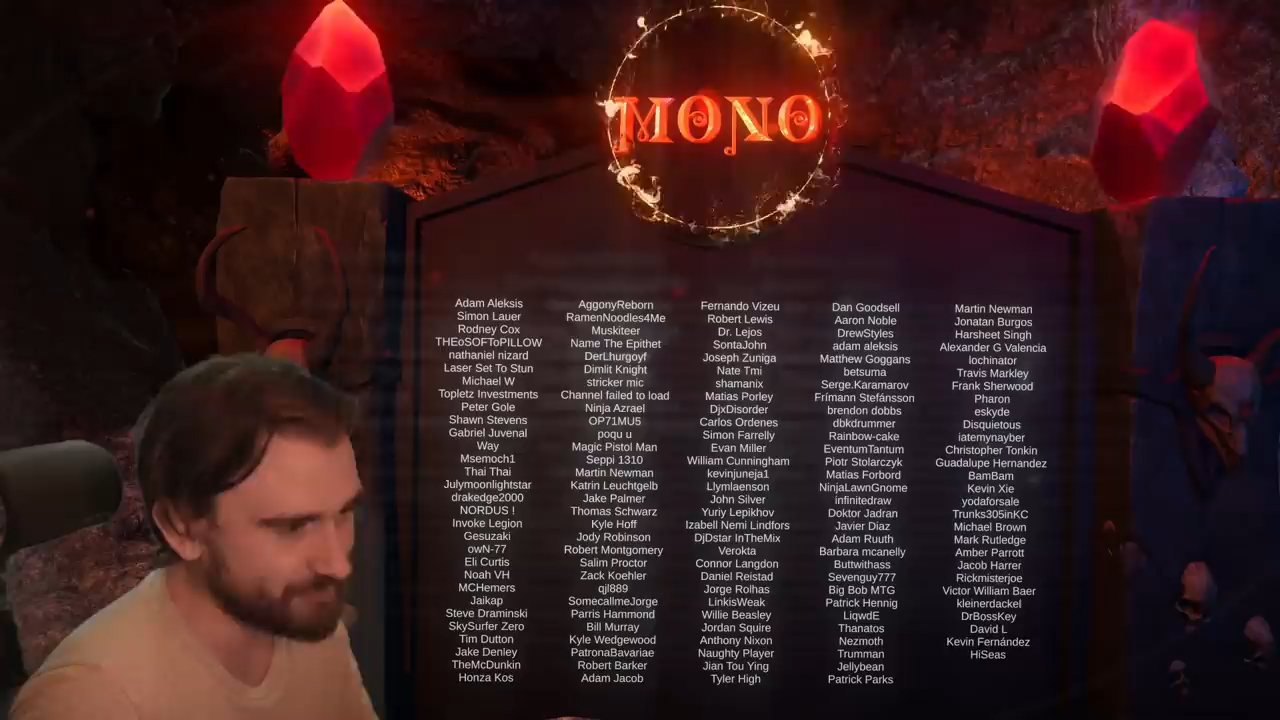 MONO
Adam Aleksis
Simon Lauer
Rodney Cox
THEoSOFToPILLOW
nathaniel nizard
Laser Set To Stun
Michael W
Topletz Investments
Peter Gole
Shawn Stevens
Gabriel Juvenal
Way
Msemoch1
Thai Thai
Julymoonlightstar
drakedge2000
NORDUS !
Invoke Legion
Gesuzaki
owN-77
Eli Curtis
Noah VH
MCHemers
Jaikap
Steve Draminski
SkySurfer Zero
Tim Dutton
Jake Denley
TheMcDunkin
Honza Kos
AggonyReborn
RamenNoodles4Me
Muskiteer
Name The Epithet
DerLhurgoyf
Dimlit Knight
stricker mic
Channel failed to load
Ninja Azrael
OP71MU5
poqu u
Magic Pistol Man
Seppi 1310
Martin Newman
Katrin Leuchtgelb
Jake Palmer
Thomas Schwarz
Kyle Hoff
Jody Robinson
Robert Montgomery
Salim Proctor
Zack Koehler
qjl889
SomecallmeJorge
Parris Hammond
Bill Murray
Kyle Wedgewood
PatronaBavariae
Robert Barker
Adam Jacob
Fernando Vizeu
Robert Lewis
Dr. Lejos
SontaJohn
Joseph Zuniga
Nate Tmi
shamanix
Matias Porley
DjxDisorder
Carlos Ordenes
Simon Farrelly
Evan Miller
William Cunningham
kevinjuneja1
Llymlaenson
John Silver
Yuriy Lepikhov
Izabell Nemi Lindfors
DjDstar InTheMix
Verokta
Connor Langdon
Daniel Reistad
Jorge Rolhas
LinkisWeak
Willie Beasley
Jordan Squire
Anthony Nixon
Naughty Player
Jian Tou Ying
Tyler High
Dan Goodsell
Aaron Noble
DrewStyles
adam aleksis
Matthew Goggans
betsuma
Serge.Karamarov
Frímann Stefánsson
brendon dobbs
dbkdrummer
Rainbow-cake
EventumTantum
Piotr Stolarczyk
Matias Forbord
NinjaLawnGnome
infinitedraw
Doktor Jadran
Javier Diaz
Adam Ruuth
Barbara mcanelly
Buttwithass
Sevenguy777
Big Bob MTG
Patrick Hennig
LiqwdE
Thanatos
Nezmoth
Trumman
Jellybean
Patrick Parks
Martin Newman
Jonatan Burgos
Harsheet Singh
Alexander G Valencia
lochinator
Travis Markley
Frank Sherwood
Pharon
eskyde
Disquietous
iatemynayber
Christopher Tonkin
Guadalupe Hernandez
BamBam
Kevin Xie
yodaforsale
Trunks305inKC
Michael Brown
Mark Rutledge
Amber Parrott
Jacob Harrer
Rickmisterjoe
Victor William Baer
kleinerdackel
DrBossKey
David L
Kevin Fernández
HiSeas